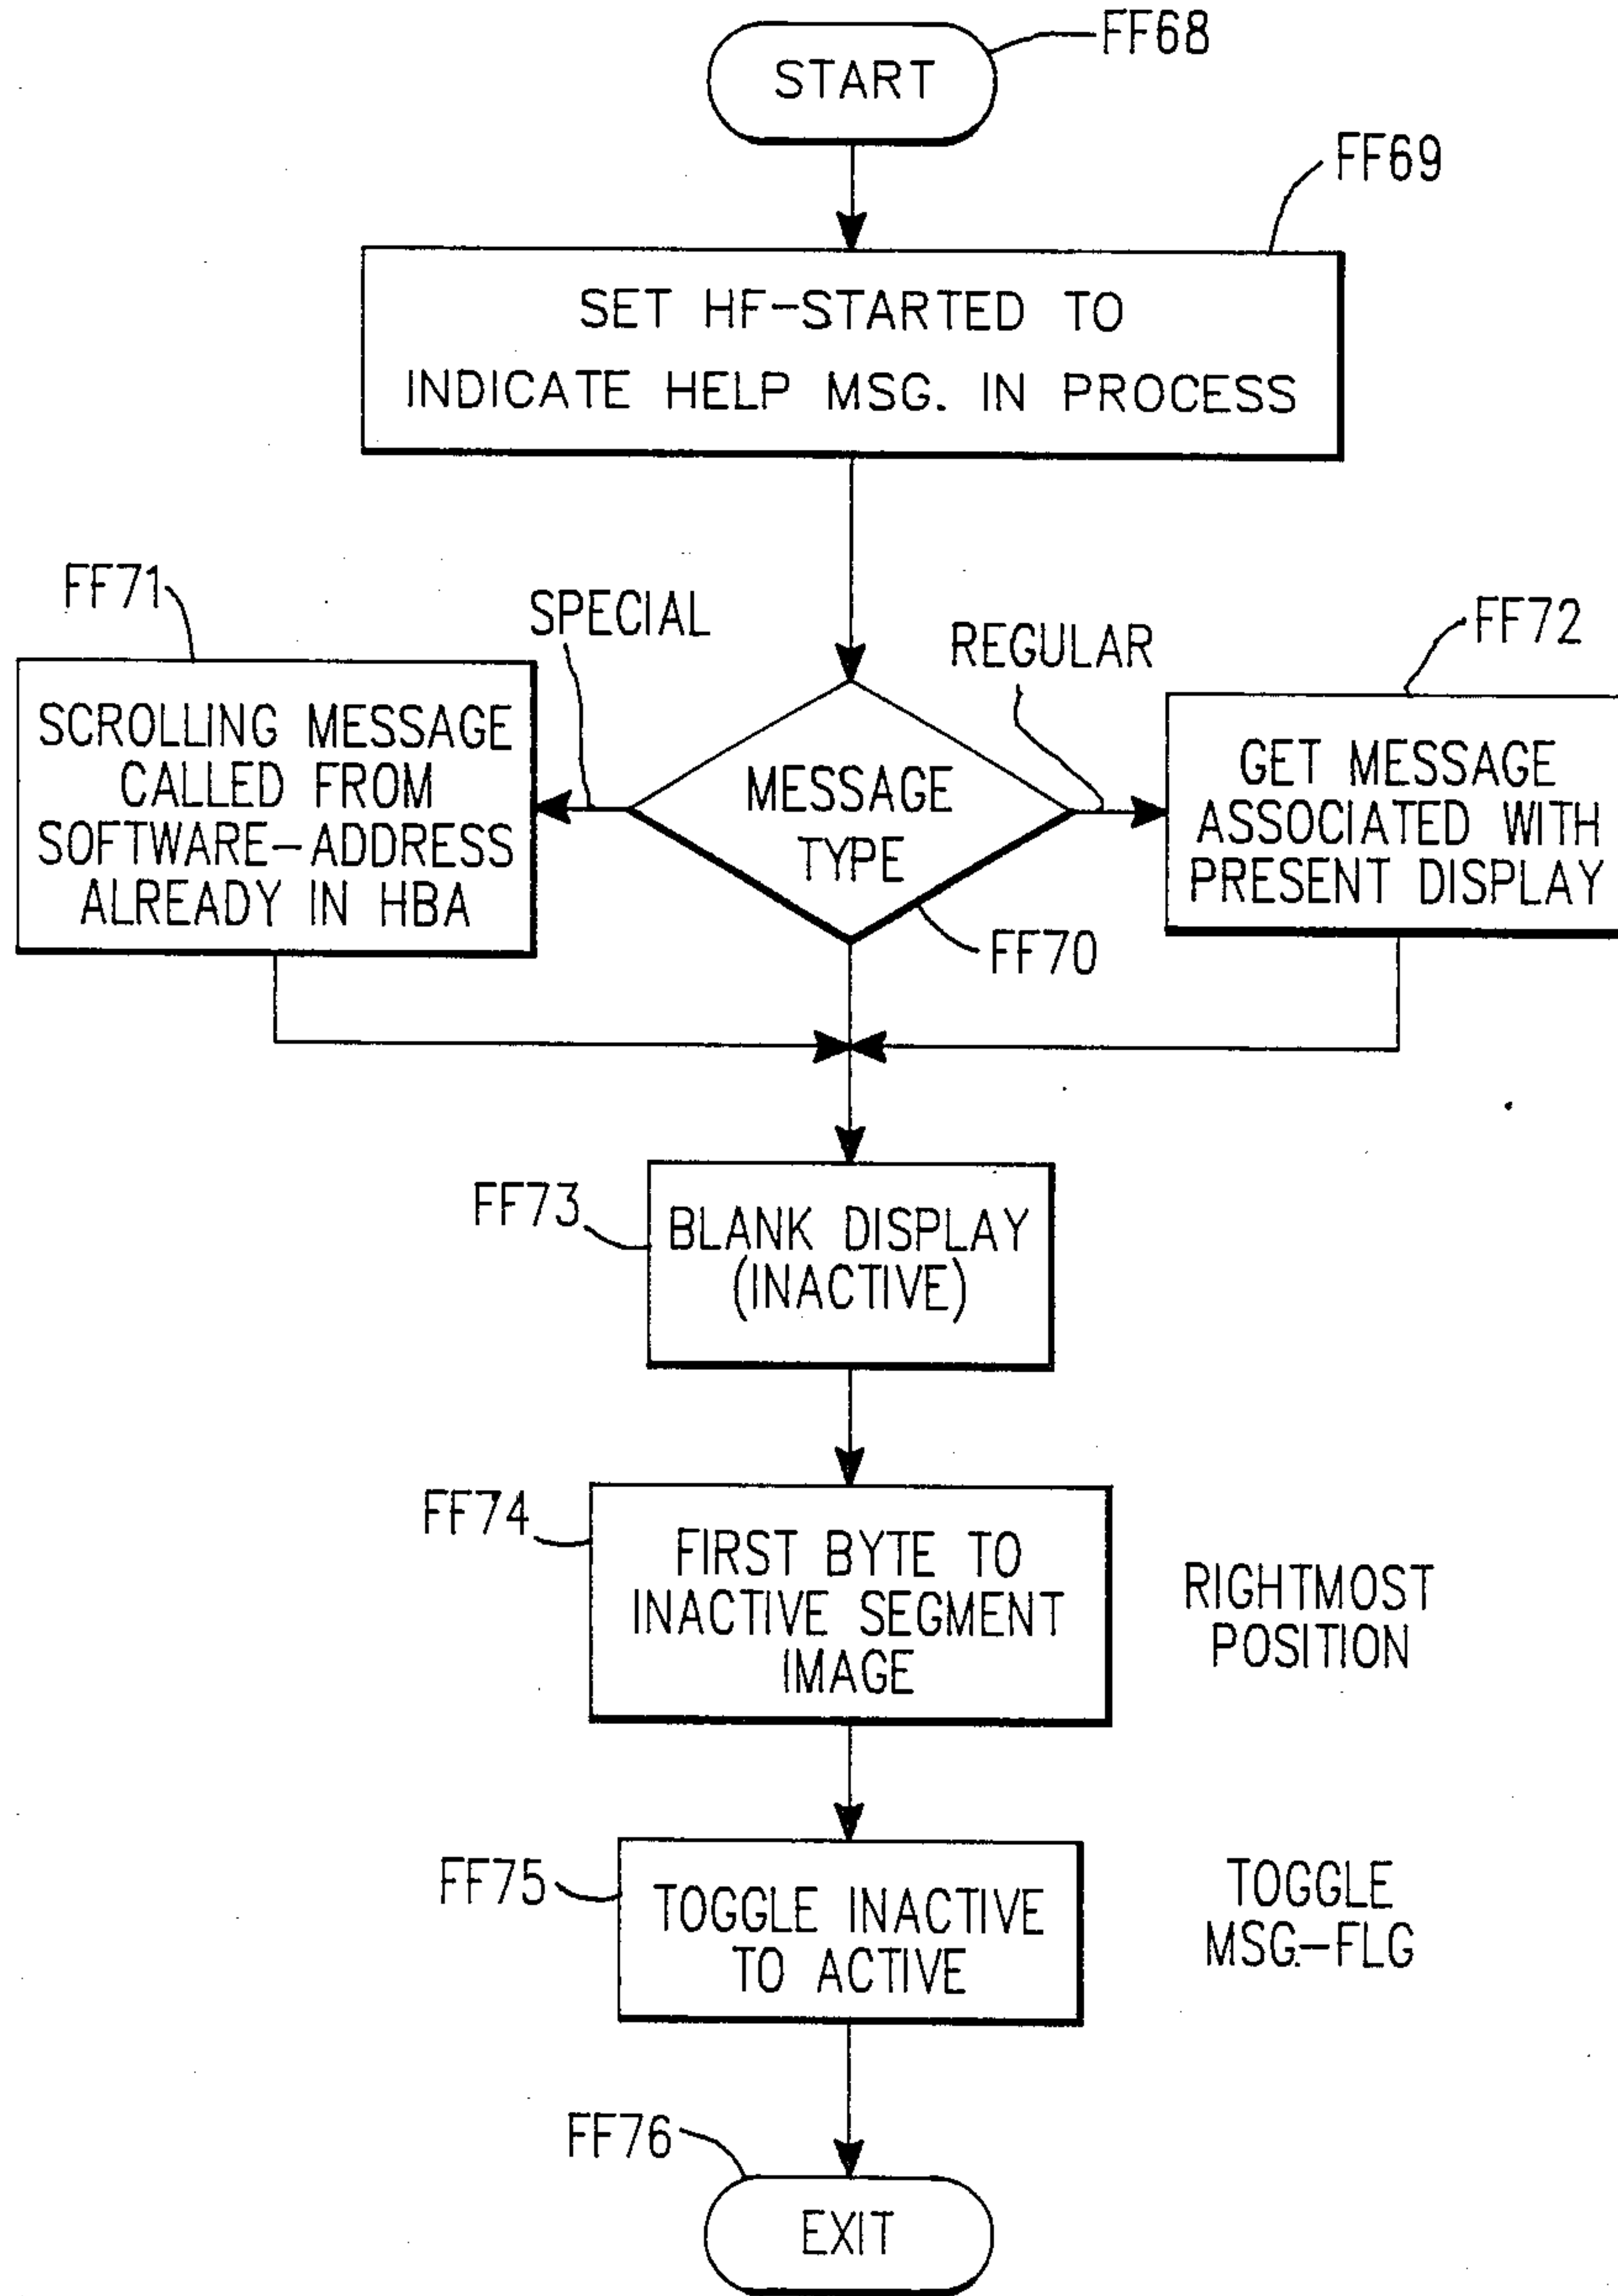 FF68
START
FF69
SET HF-STARTED TO
INDICATE HELP MSG. IN PROCESS
FF71
SPECIAL
REGULAR
FF72
SCROLLING MESSAGE
CALLED FROM
SOFTWARE-ADDRESS
ALREADY IN HBA
MESSAGE
TYPE
GET MESSAGE
ASSOCIATED WITH
PRESENT DISPLAY
FF70
FF73
BLANK DISPLAY
(INACTIVE)
FF74
FIRST BYTE TO
INACTIVE SEGMENT
IMAGE
RIGHTMOST
POSITION
FF75
TOGGLE INACTIVE
TO ACTIVE
TOGGLE
MSG.-FLG
FF76
EXIT